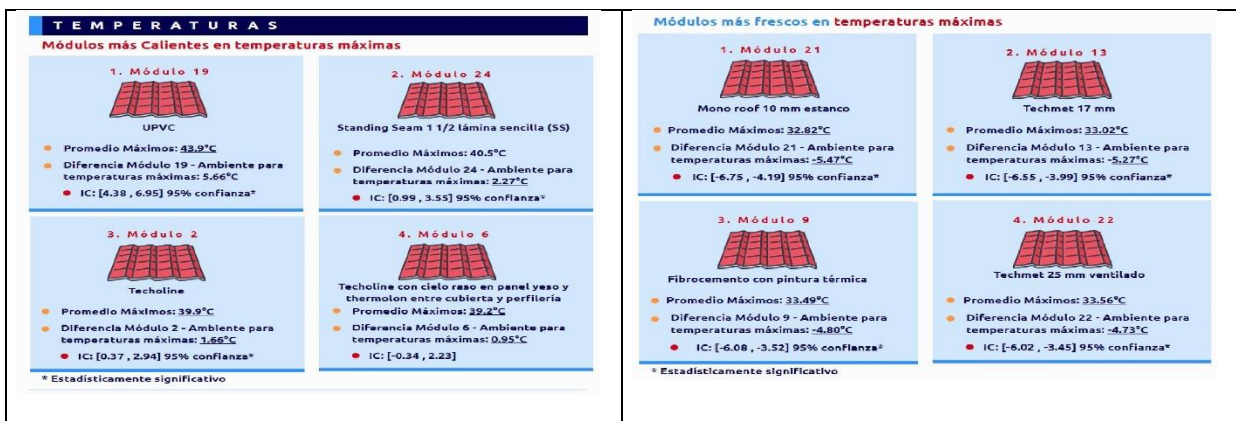 TEMPERATURAS
Módulos más Calientes en temperaturas máximas
1. Módulo 19
UPVC
Promedio Máximos: 43.9°C
Diferencia Módulo 19 - Ambiente para
temperaturas máximas: 5.66°C
IC: [4.38 , 6.95] 95% confianza*
2. Módulo 24
Standing Seam 1 1/2 lámina sencilla (SS)
Promedio Máximos: 40.5°C
Diferencia Módulo 24 - Ambiente para
temperaturas máximas: 2.27°C
IC: [0.99 , 3.55] 95% confianza*
3. Módulo 2
Techoline
Promedio Máximos: 39.9°C
Diferencia Módulo 2 - Ambiente para
temperaturas máximas: 1.66°C
IC: [0.37 , 2.94] 95% confianza*
4. Módulo 6
Techoline con cielo raso en panel yeso y
thermolon entre cubierta y perfilería
Promedio Máximos: 39.2°C
Diferencia Módulo 6 - Ambiente para
temperaturas máximas: 0.95°C
IC: [-0.34 , 2.23]
* Estadísticamente significativo
Módulos más frescos en temperaturas máximas
1. Módulo 21
Mono roof 10 mm estanco
Promedio Máximos: 32.82°C
Diferencia Módulo 21 - Ambiente para
temperaturas máximas: -5.47°C
IC: [-6.75 , -4.19] 95% confianza*
2. Módulo 13
Techmet 17 mm
Promedio Máximos: 33.02°C
Diferencia Módulo 13 - Ambiente para
temperaturas máximas: -5.27°C
IC: [-6.55 , -3.99] 95% confianza*
3. Módulo 9
Fibrocemento con pintura térmica
Promedio Máximos: 33.49°C
Diferencia Módulo 9 - Ambiente para
temperaturas máximas: -4.80°C
IC: [-6.08 , -3.52] 95% confianza*
4. Módulo 22
Techmet 25 mm ventilado
Promedio Máximos: 33.56°C
Diferencia Módulo 22 - Ambiente para
temperaturas máximas: -4.73°C
IC: [-6.02 , -3.45] 95% confianza*
* Estadísticamente significativo